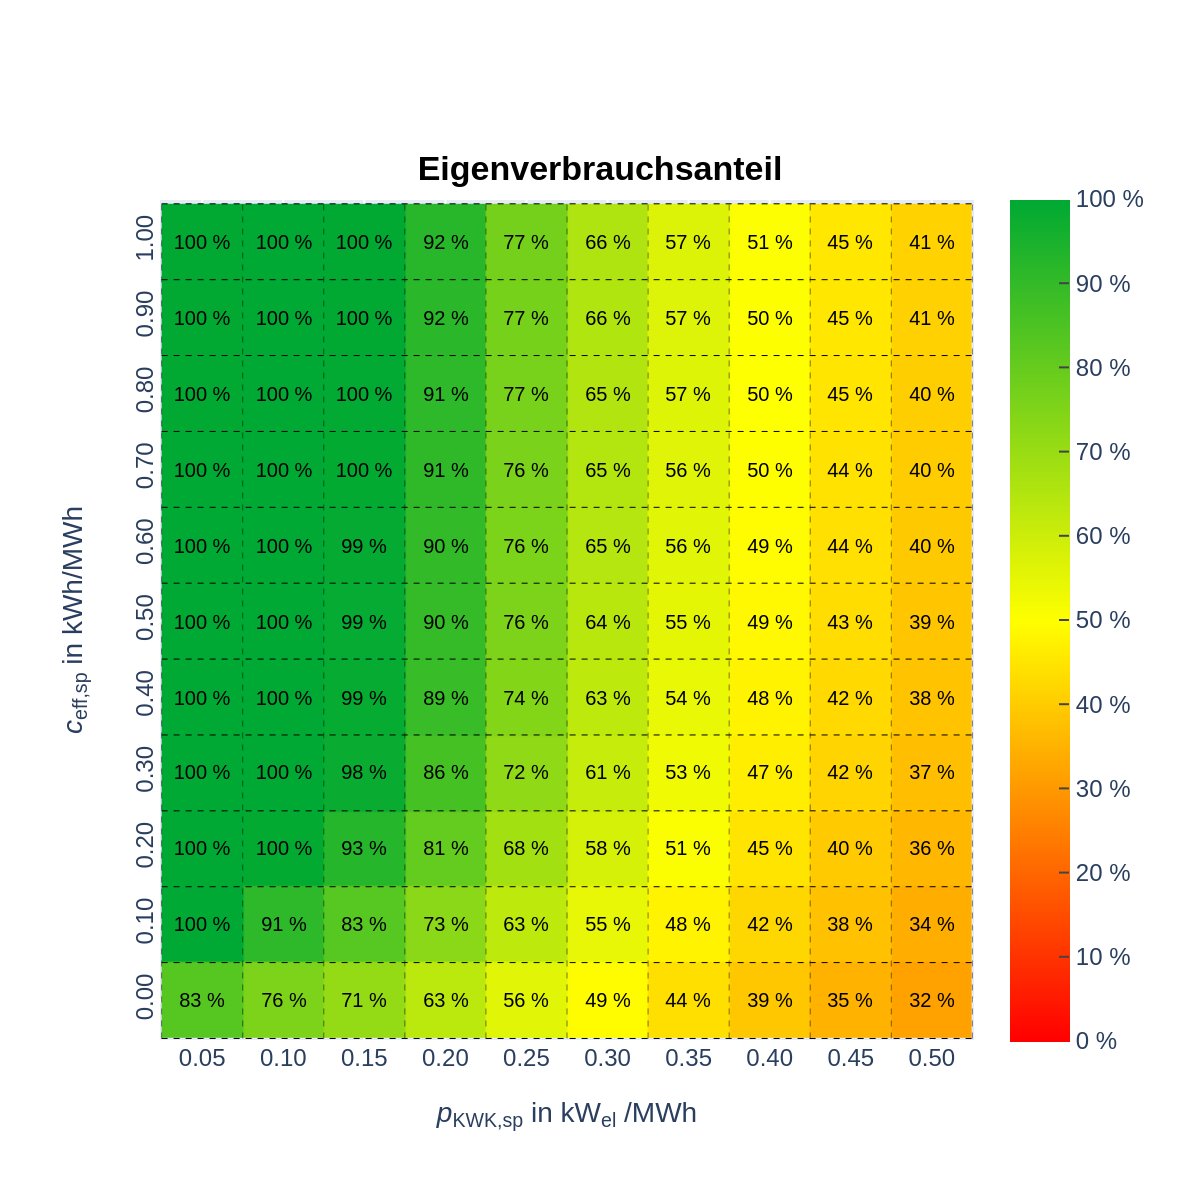 Eigenverbrauchsanteil
1.00 100 % 100 % 100 % 92 % 77 % 66 % 57 % 51 % 45 % 41 %
0.90 100 % 100 % 100 % 92 % 77 % 66 % 57 % 50 % 45 % 41 %
0.80 100 % 100 % 100 % 91 % 77 % 65 % 57 % 50 % 45 % 40 %
0.70 100 % 100 % 100 % 91 % 76 % 65 % 56 % 50 % 44 % 40 %
0.60 100 % 100 % 99 % 90 % 76 % 65 % 56 % 49 % 44 % 40 %
0.50 100 % 100 % 99 % 90 % 76 % 64 % 55 % 49 % 43 % 39 %
0.40 100 % 100 % 99 % 89 % 74 % 63 % 54 % 48 % 42 % 38 %
0.30 100 % 100 % 98 % 86 % 72 % 61 % 53 % 47 % 42 % 37 %
0.20 100 % 100 % 93 % 81 % 68 % 58 % 51 % 45 % 40 % 36 %
0.10 100 % 91 % 83 % 73 % 63 % 55 % 48 % 42 % 38 % 34 %
0.00 83 % 76 % 71 % 63 % 56 % 49 % 44 % 39 % 35 % 32 %
0.05 0.10 0.15 0.20 0.25 0.30 0.35 0.40 0.45 0.50
c eff,sp in kWh/MWh
p KWK,sp in kW el /MWh
100 %
90 %
80 %
70 %
60 %
50 %
40 %
30 %
20 %
10 %
0 %